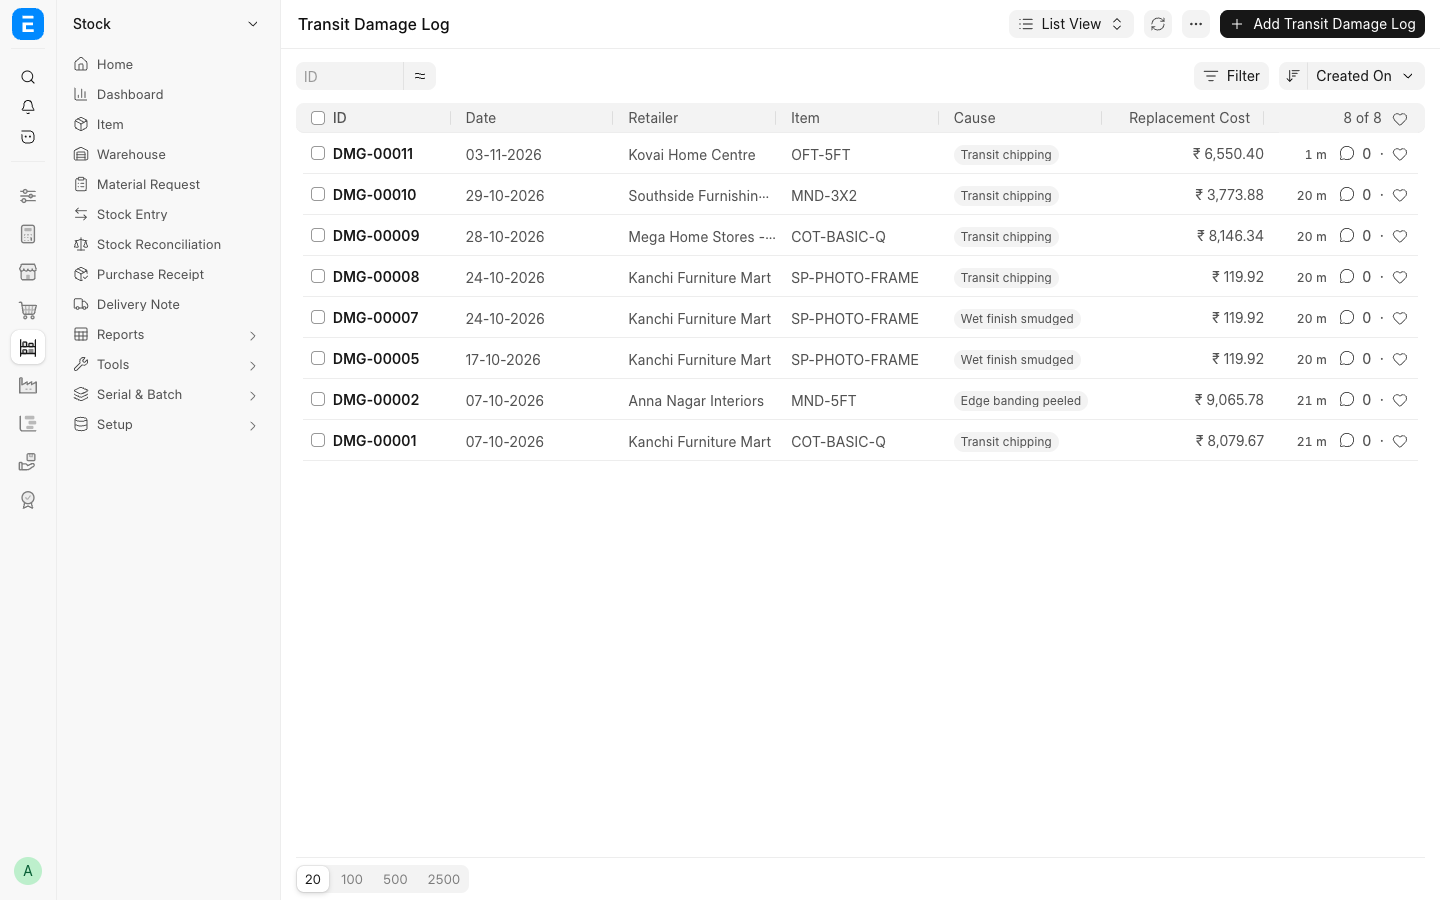 Stock
Home
Dashboard
Item
Warehouse
Material Request
Stock Entry
Stock Reconciliation
Purchase Receipt
Delivery Note
Reports
Tools
Serial & Batch
Setup
A
Transit Damage Log
List View
Add Transit Damage Log
ID
Filter
Created On
ID Date Retailer Item Cause Replacement Cost 8 of 8
DMG-00011 03-11-2026 Kovai Home Centre OFT-5FT Transit chipping ₹ 6,550.40 1 m 0 ·
DMG-00010 29-10-2026 Southside Furnishin··· MND-3X2 Transit chipping ₹ 3,773.88 20 m 0 ·
DMG-00009 28-10-2026 Mega Home Stores -··· COT-BASIC-Q Transit chipping ₹ 8,146.34 20 m 0 ·
DMG-00008 24-10-2026 Kanchi Furniture Mart SP-PHOTO-FRAME Transit chipping ₹ 119.92 20 m 0 ·
DMG-00007 24-10-2026 Kanchi Furniture Mart SP-PHOTO-FRAME Wet finish smudged ₹ 119.92 20 m 0 ·
DMG-00005 17-10-2026 Kanchi Furniture Mart SP-PHOTO-FRAME Wet finish smudged ₹ 119.92 20 m 0 ·
DMG-00002 07-10-2026 Anna Nagar Interiors MND-5FT Edge banding peeled ₹ 9,065.78 21 m 0 ·
DMG-00001 07-10-2026 Kanchi Furniture Mart COT-BASIC-Q Transit chipping ₹ 8,079.67 21 m 0 ·
20 100 500 2500